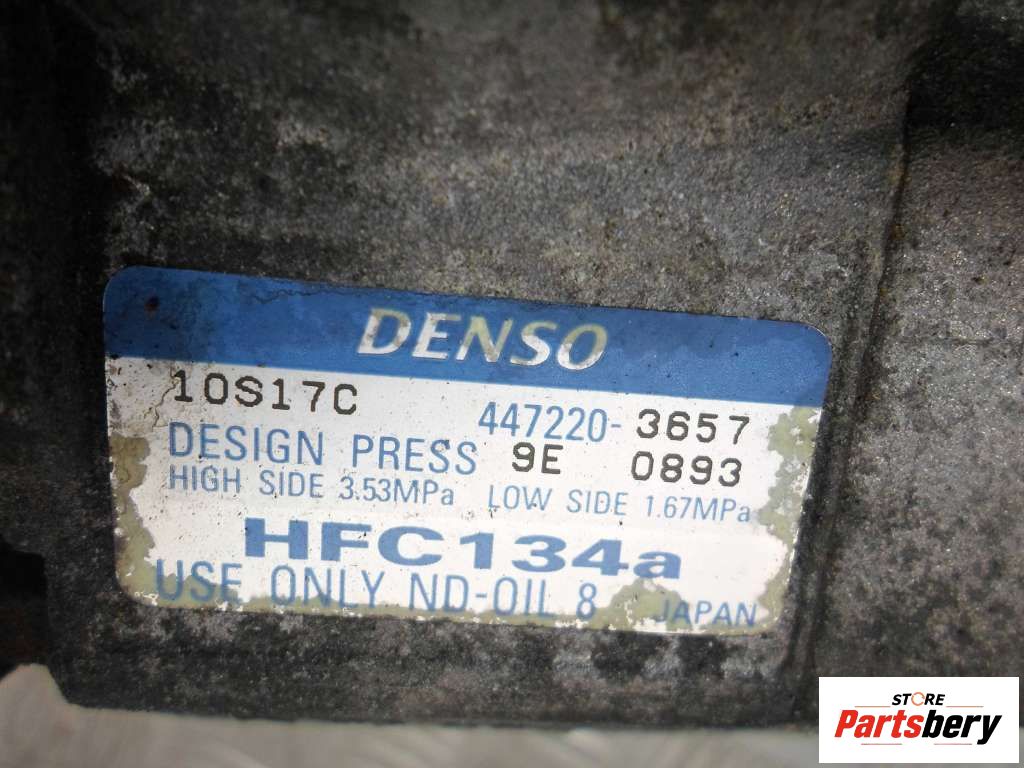 DENSO
10S17C 447220-3657
DESIGN PRESS 9E 0893
HIGH SIDE 3.53MPa LOW SIDE 1.67MPa
HFC134a
USE ONLY ND-OIL 8 JAPAN
STORE
Partsbery